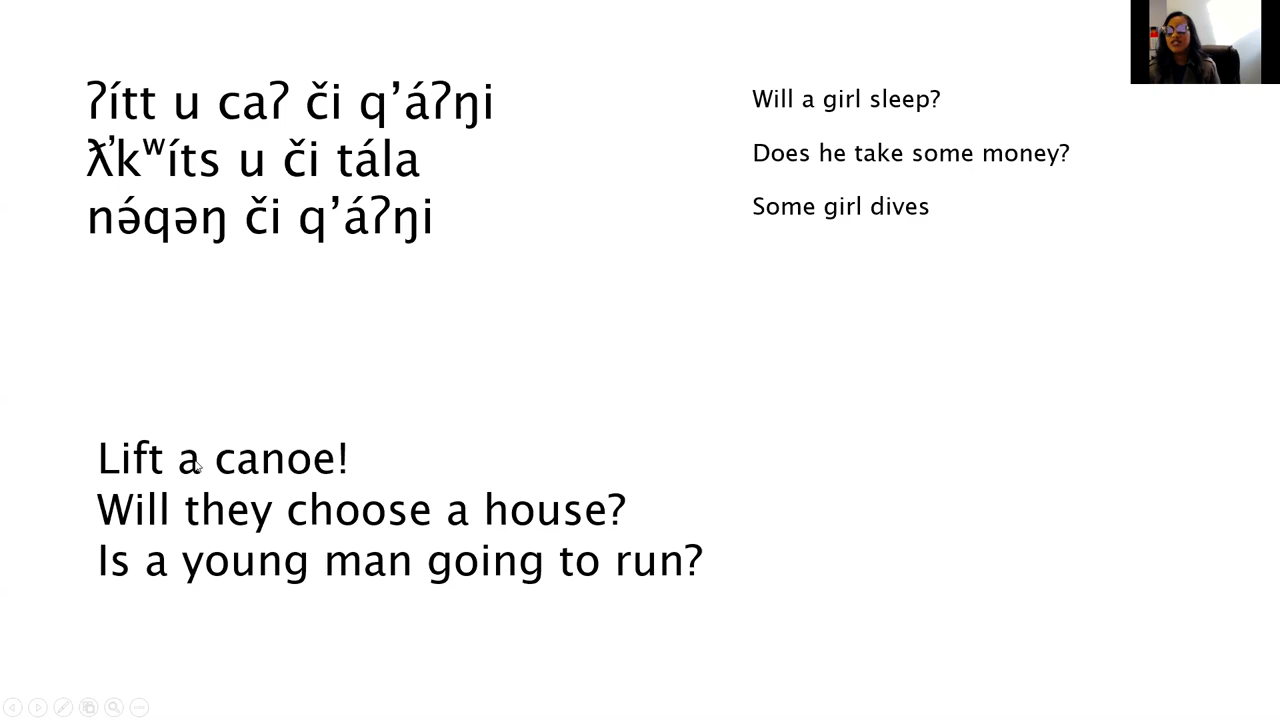 ʔítt u caʔ či q’áʔŋi
ƛ̕kʷíts u či tála
nə́qəŋ či q’áʔŋi
Will a girl sleep?
Does he take some money?
Some girl dives
Lift a canoe!
Will they choose a house?
Is a young man going to run?